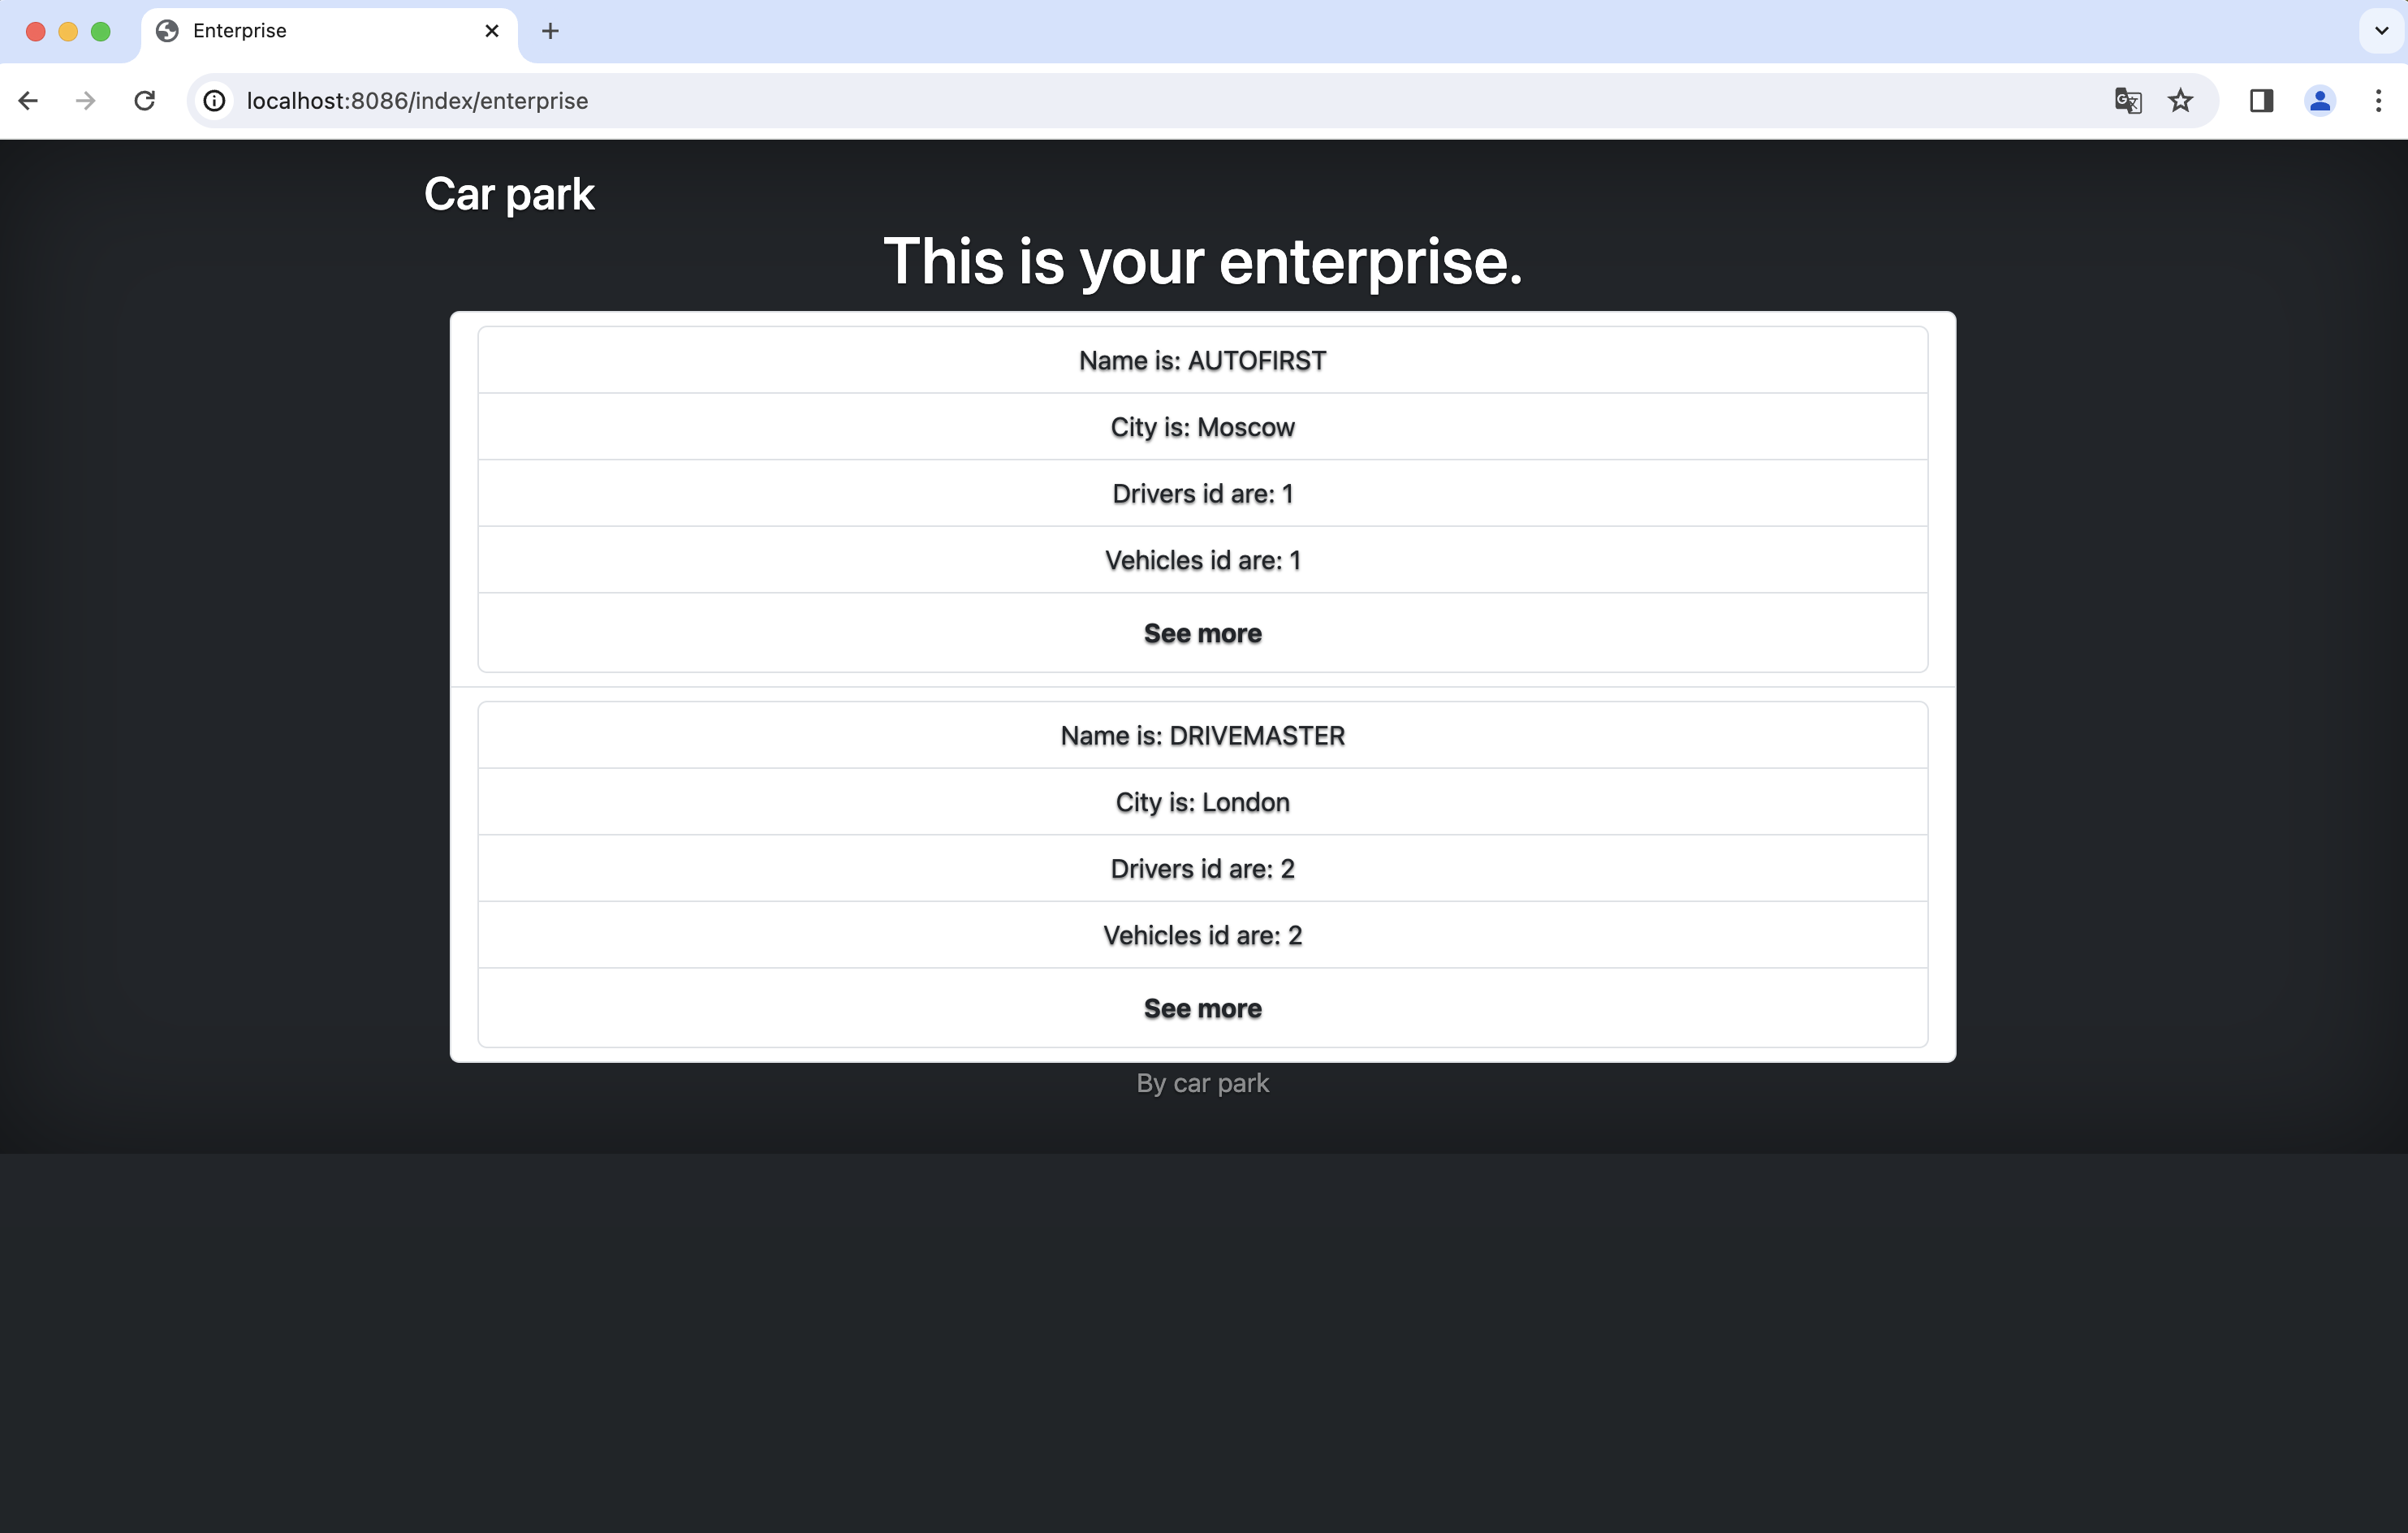 Enterprise
localhost:8086/index/enterprise
Car park
This is your enterprise.
Name is: AUTOFIRST
City is: Moscow
Drivers id are: 1
Vehicles id are: 1
See more
Name is: DRIVEMASTER
City is: London
Drivers id are: 2
Vehicles id are: 2
See more
By car park